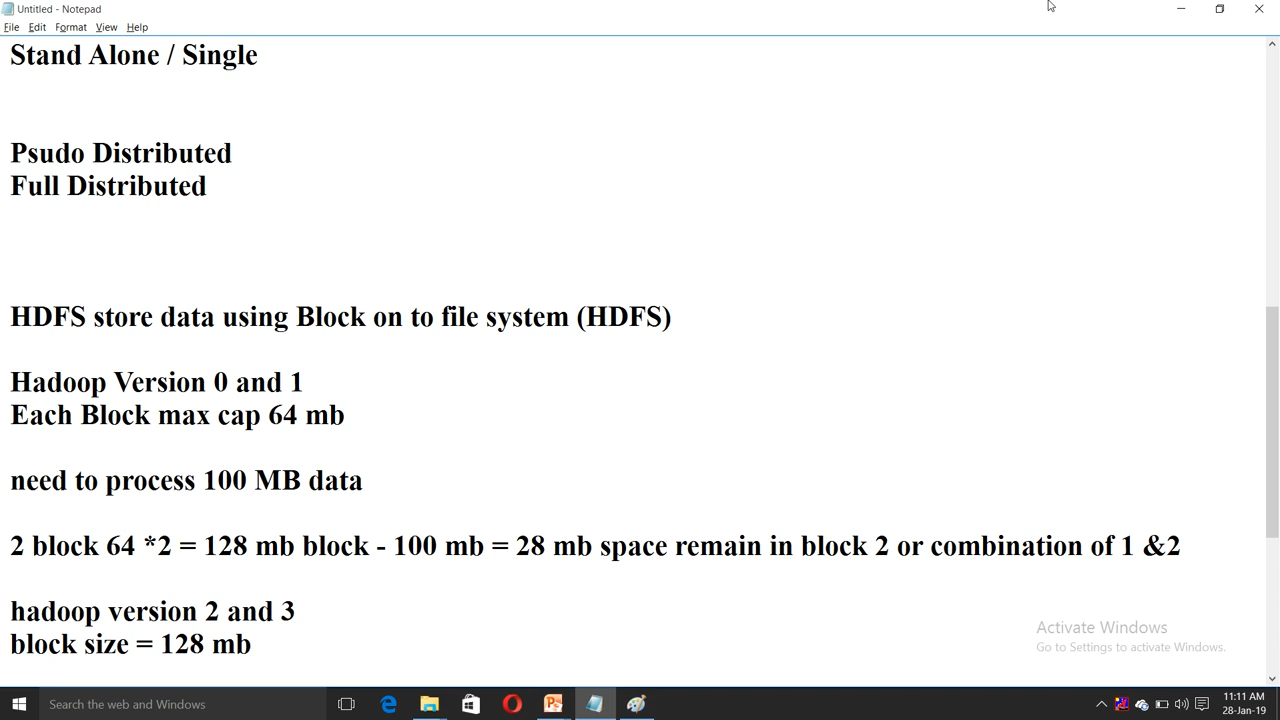 Untitled - Notepad
File Edit Format View Help
Stand Alone / Single
Psudo Distributed
Full Distributed
HDFS store data using Block on to file system (HDFS)
Hadoop Version 0 and 1
Each Block max cap 64 mb
need to process 100 MB data
2 block 64 *2 = 128 mb block - 100 mb = 28 mb space remain in block 2 or combination of 1 &2
hadoop version 2 and 3
block size = 128 mb
Activate Windows
Go to Settings to activate Windows.
Search the web and Windows
11:11 AM
28-Jan-19